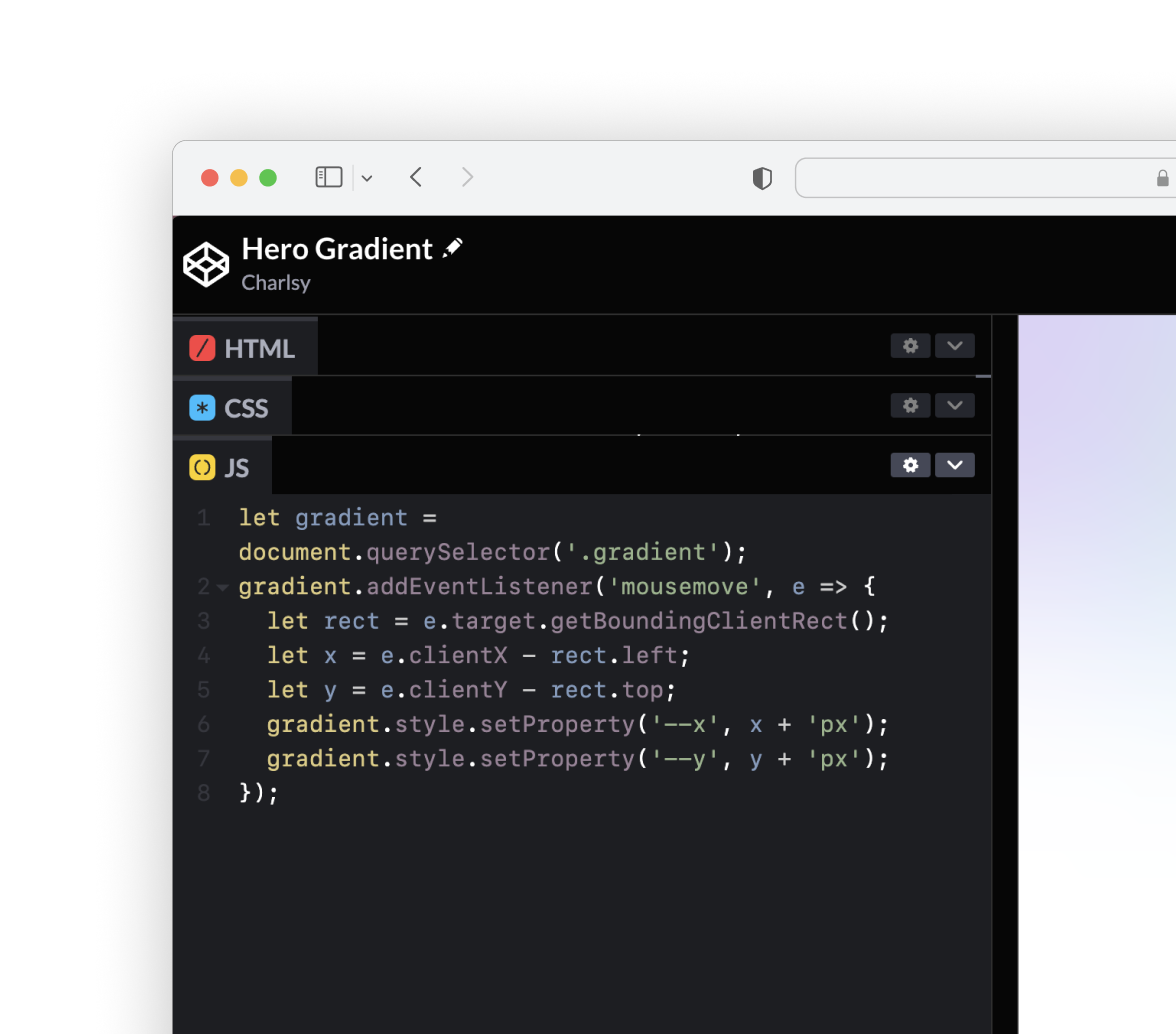 Hero Gradient
Charlsy
HTML
CSS
JS
1 let gradient =
document.querySelector('.gradient');
2 gradient.addEventListener('mousemove', e => {
3 let rect = e.target.getBoundingClientRect();
4 let x = e.clientX - rect.left;
5 let y = e.clientY - rect.top;
6 gradient.style.setProperty('--x', x + 'px');
7 gradient.style.setProperty('--y', y + 'px');
8 });